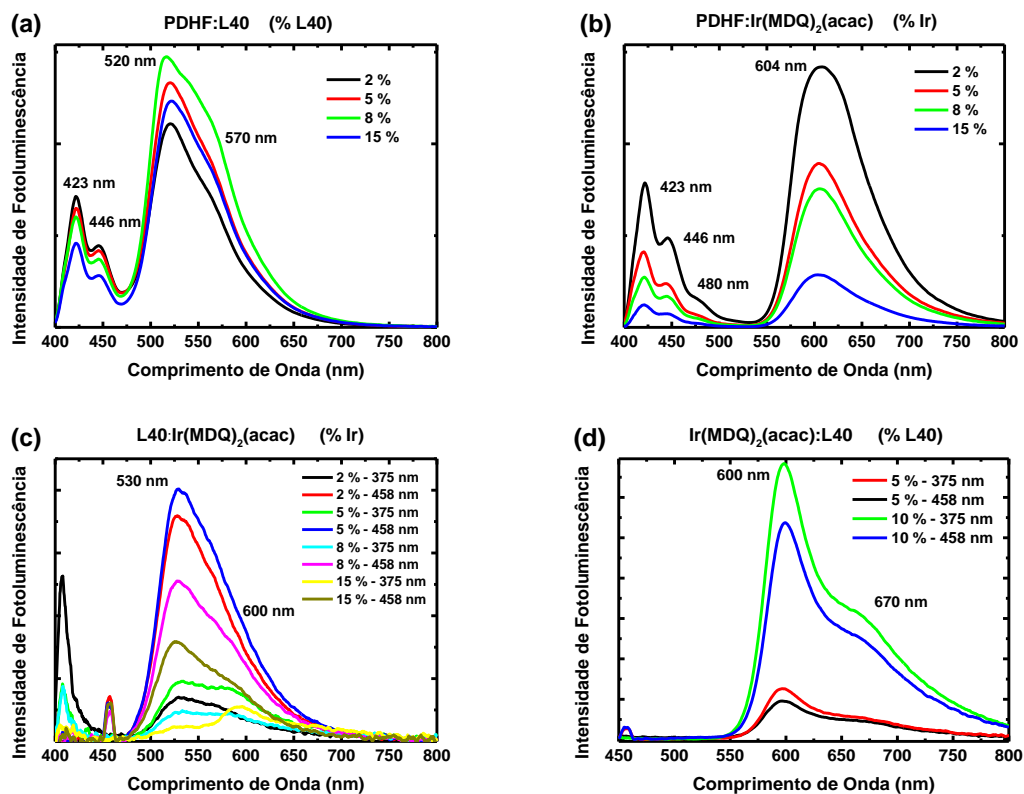 (a) PDHF:L40 (% L40)
Intensidade de Fotoluminescência
520 nm
570 nm
423 nm
446 nm
2 %
5 %
8 %
15 %
400 450 500 550 600 650 700 750 800
Comprimento de Onda (nm)
(b) PDHF:Ir(MDQ)₂(acac) (% Ir)
Intensidade de Fotoluminescência
604 nm
423 nm
446 nm
480 nm
2 %
5 %
8 %
15 %
400 450 500 550 600 650 700 750 800
Comprimento de Onda (nm)
(c) L40:Ir(MDQ)₂(acac) (% Ir)
Intensidade de Fotoluminescência
530 nm
600 nm
2 % - 375 nm
2 % - 458 nm
5 % - 375 nm
5 % - 458 nm
8 % - 375 nm
8 % - 458 nm
15 % - 375 nm
15 % - 458 nm
400 450 500 550 600 650 700 750 800
Comprimento de Onda (nm)
(d) Ir(MDQ)₂(acac):L40 (% L40)
Intensidade de Fotoluminescência
600 nm
670 nm
5 % - 375 nm
5 % - 458 nm
10 % - 375 nm
10 % - 458 nm
450 500 550 600 650 700 750 800
Comprimento de Onda (nm)